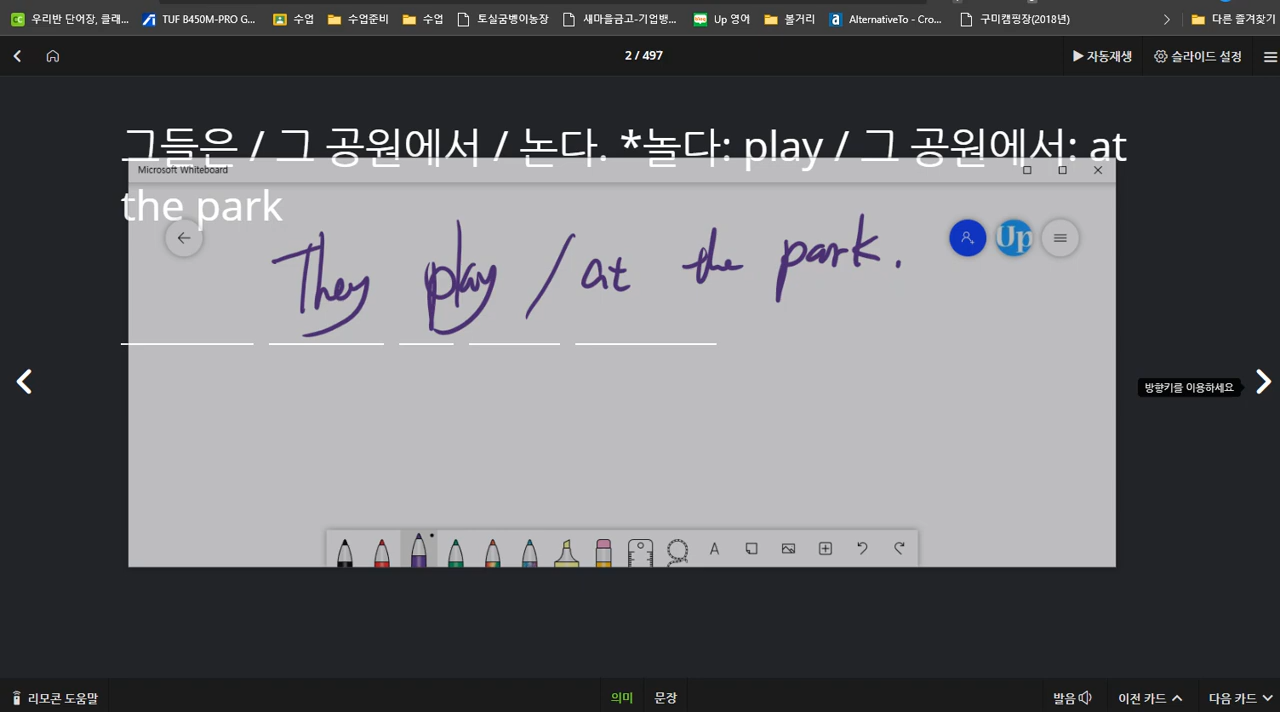 우리반 단어장, 클래... TUF B450M-PRO G... 수업 수업준비 수업 토실굼벵이농장 새마을금고-기업뱅... Up 영어 볼거리 AlternativeTo - Cro... 구미캠핑장(2018년) 다른 즐겨찾기
2 / 497 자동재생 슬라이드 설정
그들은 / 그 공원에서 / 논다. *놀다: play / 그 공원에서: at
the park
Microsoft Whiteboard
Up
They play / at the park.
방향키를 이용하세요
A
리모콘 도움말 의미 문장 발음 이전 카드 다음 카드